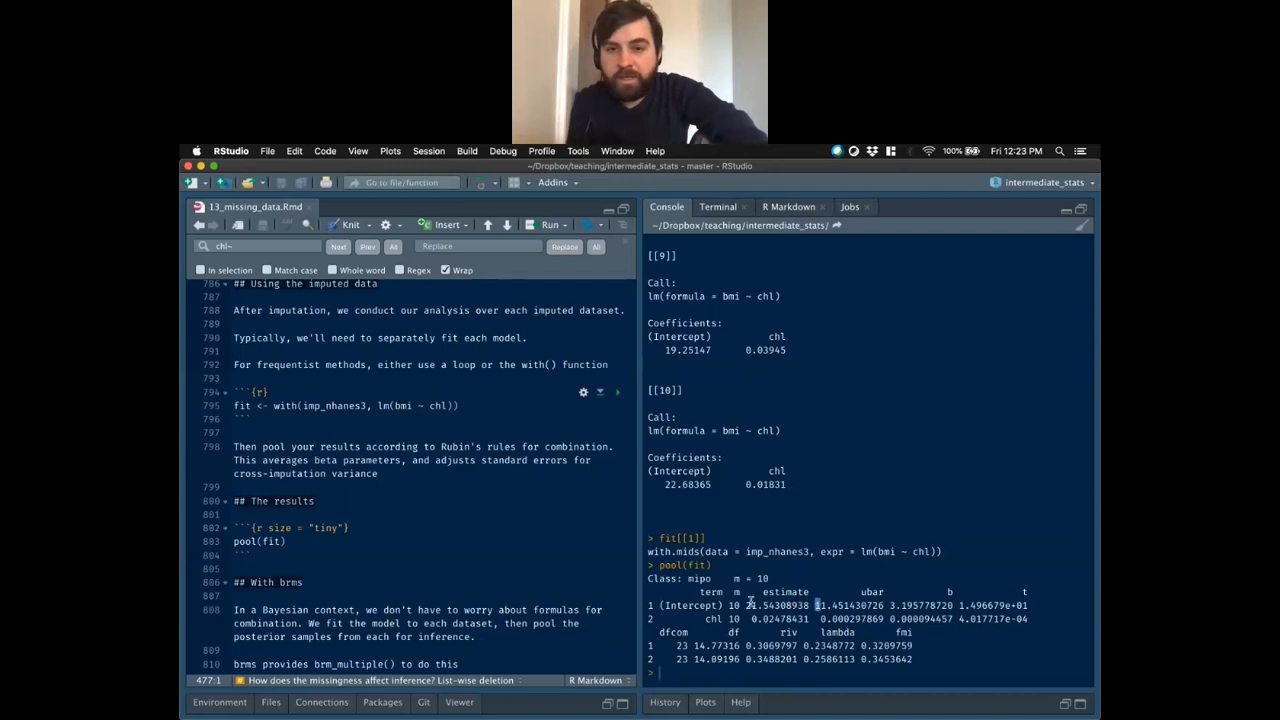 RStudio File Edit Code View Plots Session Build Debug Profile Tools Window Help 100% Fri 12:23 PM
~/Dropbox/teaching/intermediate_stats - master - RStudio
Go to file/function Addins intermediate_stats
13_missing_data.Rmd
Knit Insert Run
chl~ Next Prev All Replace Replace All
In selection Match case Whole word Regex Wrap
786 ## Using the imputed data
787
788 After imputation, we conduct our analysis over each imputed dataset.
789
790 Typically, we'll need to separately fit each model.
791
792 For frequentist methods, either use a loop or the with() function
793
794 ```{r}
795 fit <- with(imp_nhanes3, lm(bmi ~ chl))
796 ```
797
798 Then pool your results according to Rubin's rules for combination.
This averages beta parameters, and adjusts standard errors for
cross-imputation variance
799
800 ## The results
801
802 ```{r size = "tiny"}
803 pool(fit)
804 ```
805
806 ## With brms
807
808 In a Bayesian context, we don't have to worry about formulas for
combination. We fit the model to each dataset, then pool the
posterior samples from each for inference.
809
810 brms provides brm_multiple() to do this
477:1 How does the missingness affect inference? List-wise deletion R Markdown
Environment Files Connections Packages Git Viewer
Console Terminal R Markdown Jobs
~/Dropbox/teaching/intermediate_stats/
[[9]]
Call:
lm(formula = bmi ~ chl)
Coefficients:
(Intercept) chl
19.25147 0.03945
[[10]]
Call:
lm(formula = bmi ~ chl)
Coefficients:
(Intercept) chl
22.68365 0.01831
> fit[[1]]
with.mids(data = imp_nhanes3, expr = lm(bmi ~ chl))
> pool(fit)
Class: mipo m = 10
term m estimate ubar b t
1 (Intercept) 10 21.54308938 11.451430726 3.195778720 1.496679e+01
2 chl 10 0.02478431 0.000297869 0.000094457 4.017717e-04
dfcom df riv lambda fmi
1 23 14.77316 0.3069797 0.2348772 0.3209759
2 23 14.09196 0.3488201 0.2586113 0.3453642
>
History Plots Help